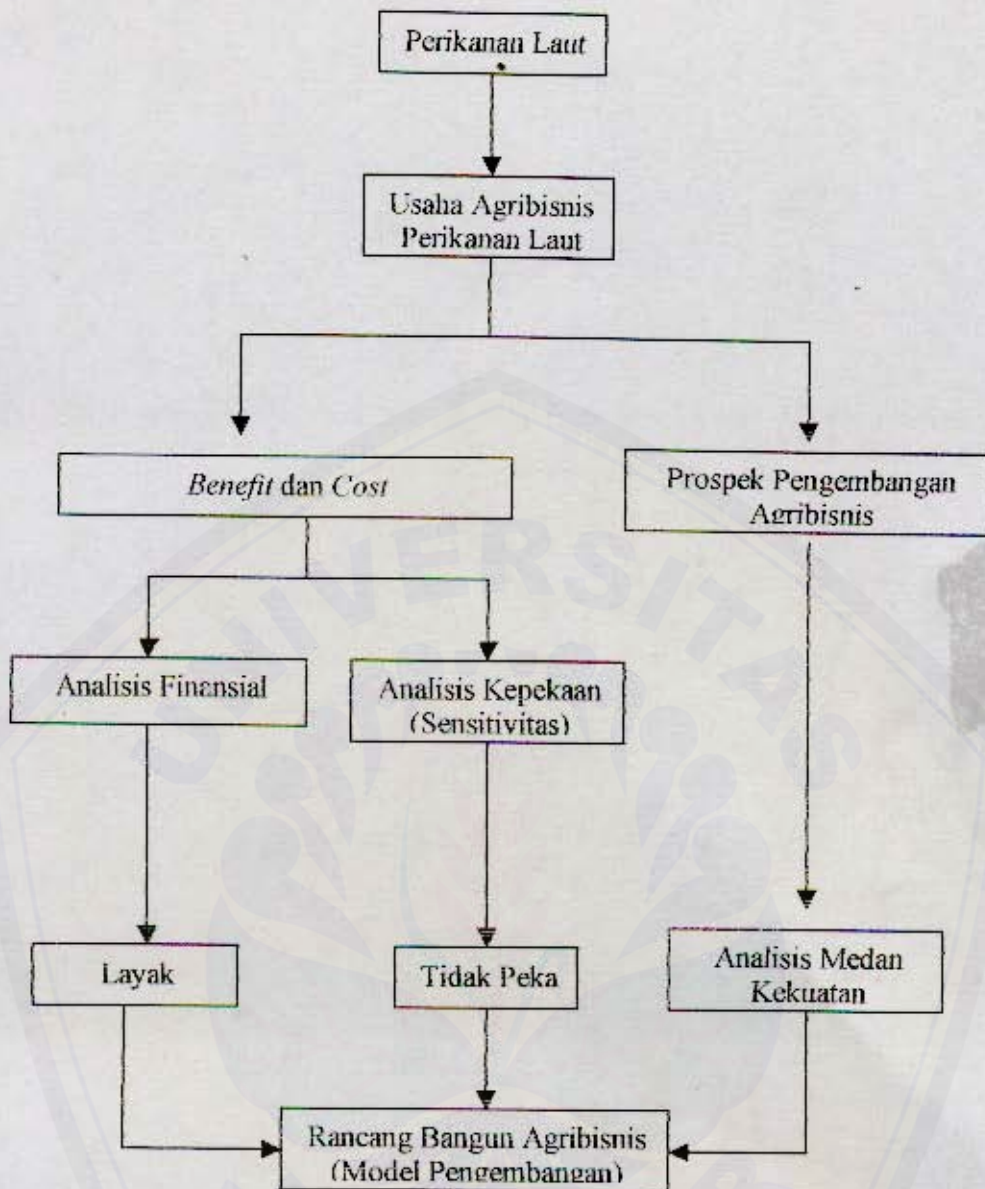 Perikanan Laut
Usaha Agribisnis
Perikanan Laut
Benefit dan Cost
Prospek Pengembangan
Agribisnis
Analisis Finansial
Analisis Kepekaan
(Sensitivitas)
Layak
Tidak Peka
Analisis Medan
Kekuatan
Rancang Bangun Agribisnis
(Model Pengembangan)
UNIVERSITAS